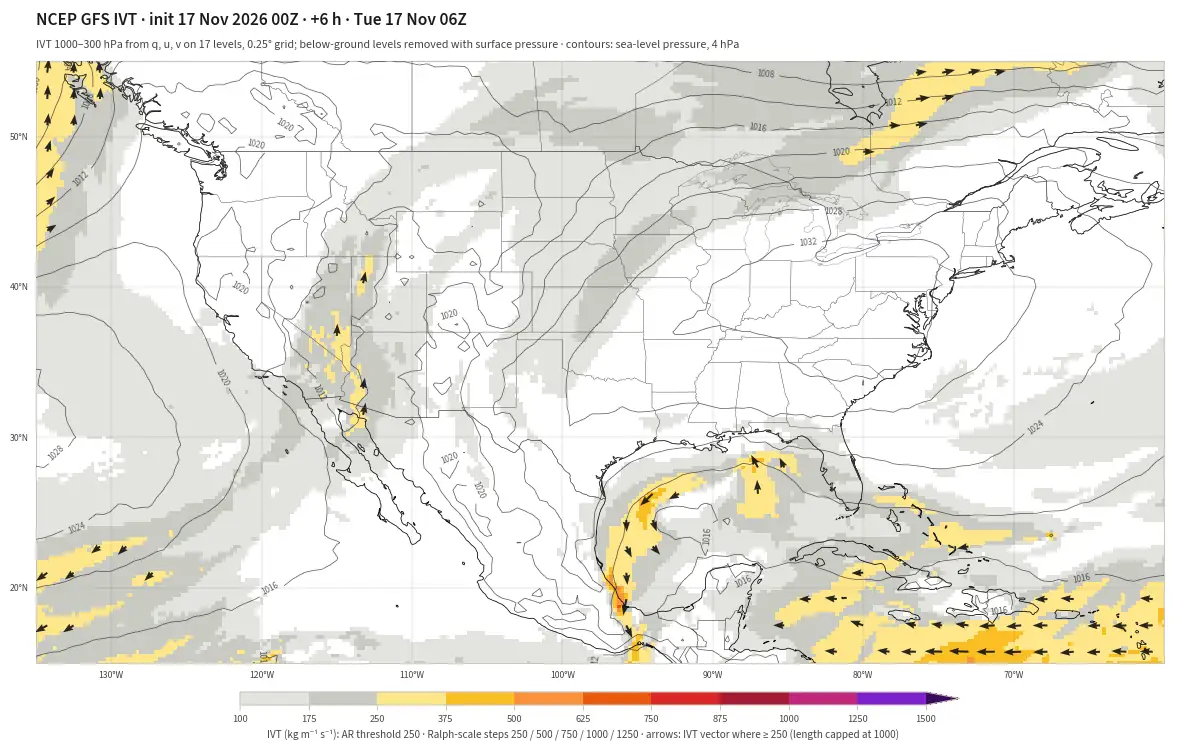 NCEP GFS IVT · init 17 Nov 2026 00Z · +6 h · Tue 17 Nov 06Z
IVT 1000–300 hPa from q, u, v on 17 levels, 0.25° grid; below-ground levels removed with surface pressure · contours: sea-level pressure, 4 hPa
1008
1012
1016
1020
1020
1020
50°N
1012
1028
1032
40°N
1020
1020
1020
1012
1024
30°N
1028
1020
1020
1024
1016
1016
1016
1016
1016
20°N
12
130°W
120°W
110°W
100°W
90°W
80°W
70°W
100
175
250
375
500
625
750
875
1000
1250
1500
IVT (kg m⁻¹ s⁻¹): AR threshold 250 · Ralph-scale steps 250 / 500 / 750 / 1000 / 1250 · arrows: IVT vector where ≥ 250 (length capped at 1000)